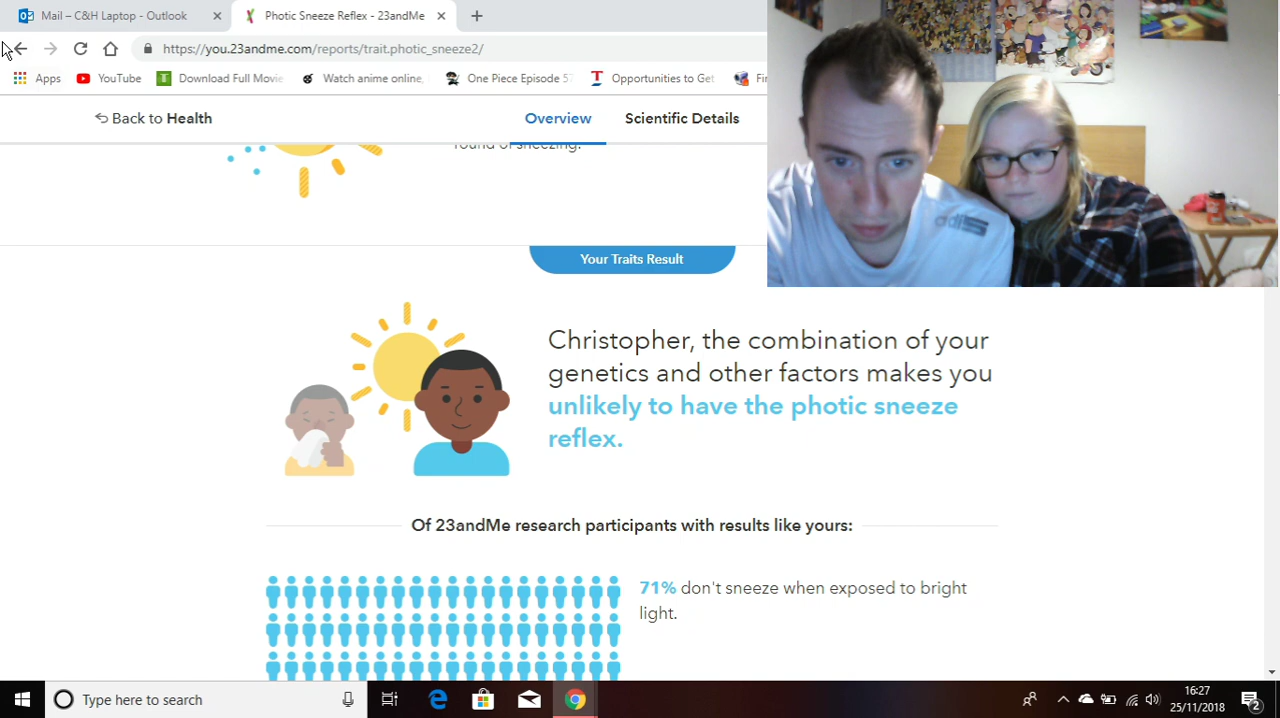 Mail – C&H Laptop - Outlook
Photic Sneeze Reflex - 23andMe
https://you.23andme.com/reports/trait.photic_sneeze2/
Apps
YouTube
Download Full Movie
Watch anime online,
One Piece Episode 57
Opportunities to Get
Fin
Back to Health
Overview
Scientific Details
round of sneezing.
Your Traits Result
Christopher, the combination of your
genetics and other factors makes you
unlikely to have the photic sneeze
reflex.
Of 23andMe research participants with results like yours:
71% don't sneeze when exposed to bright
light.
Type here to search
16:27
25/11/2018
2